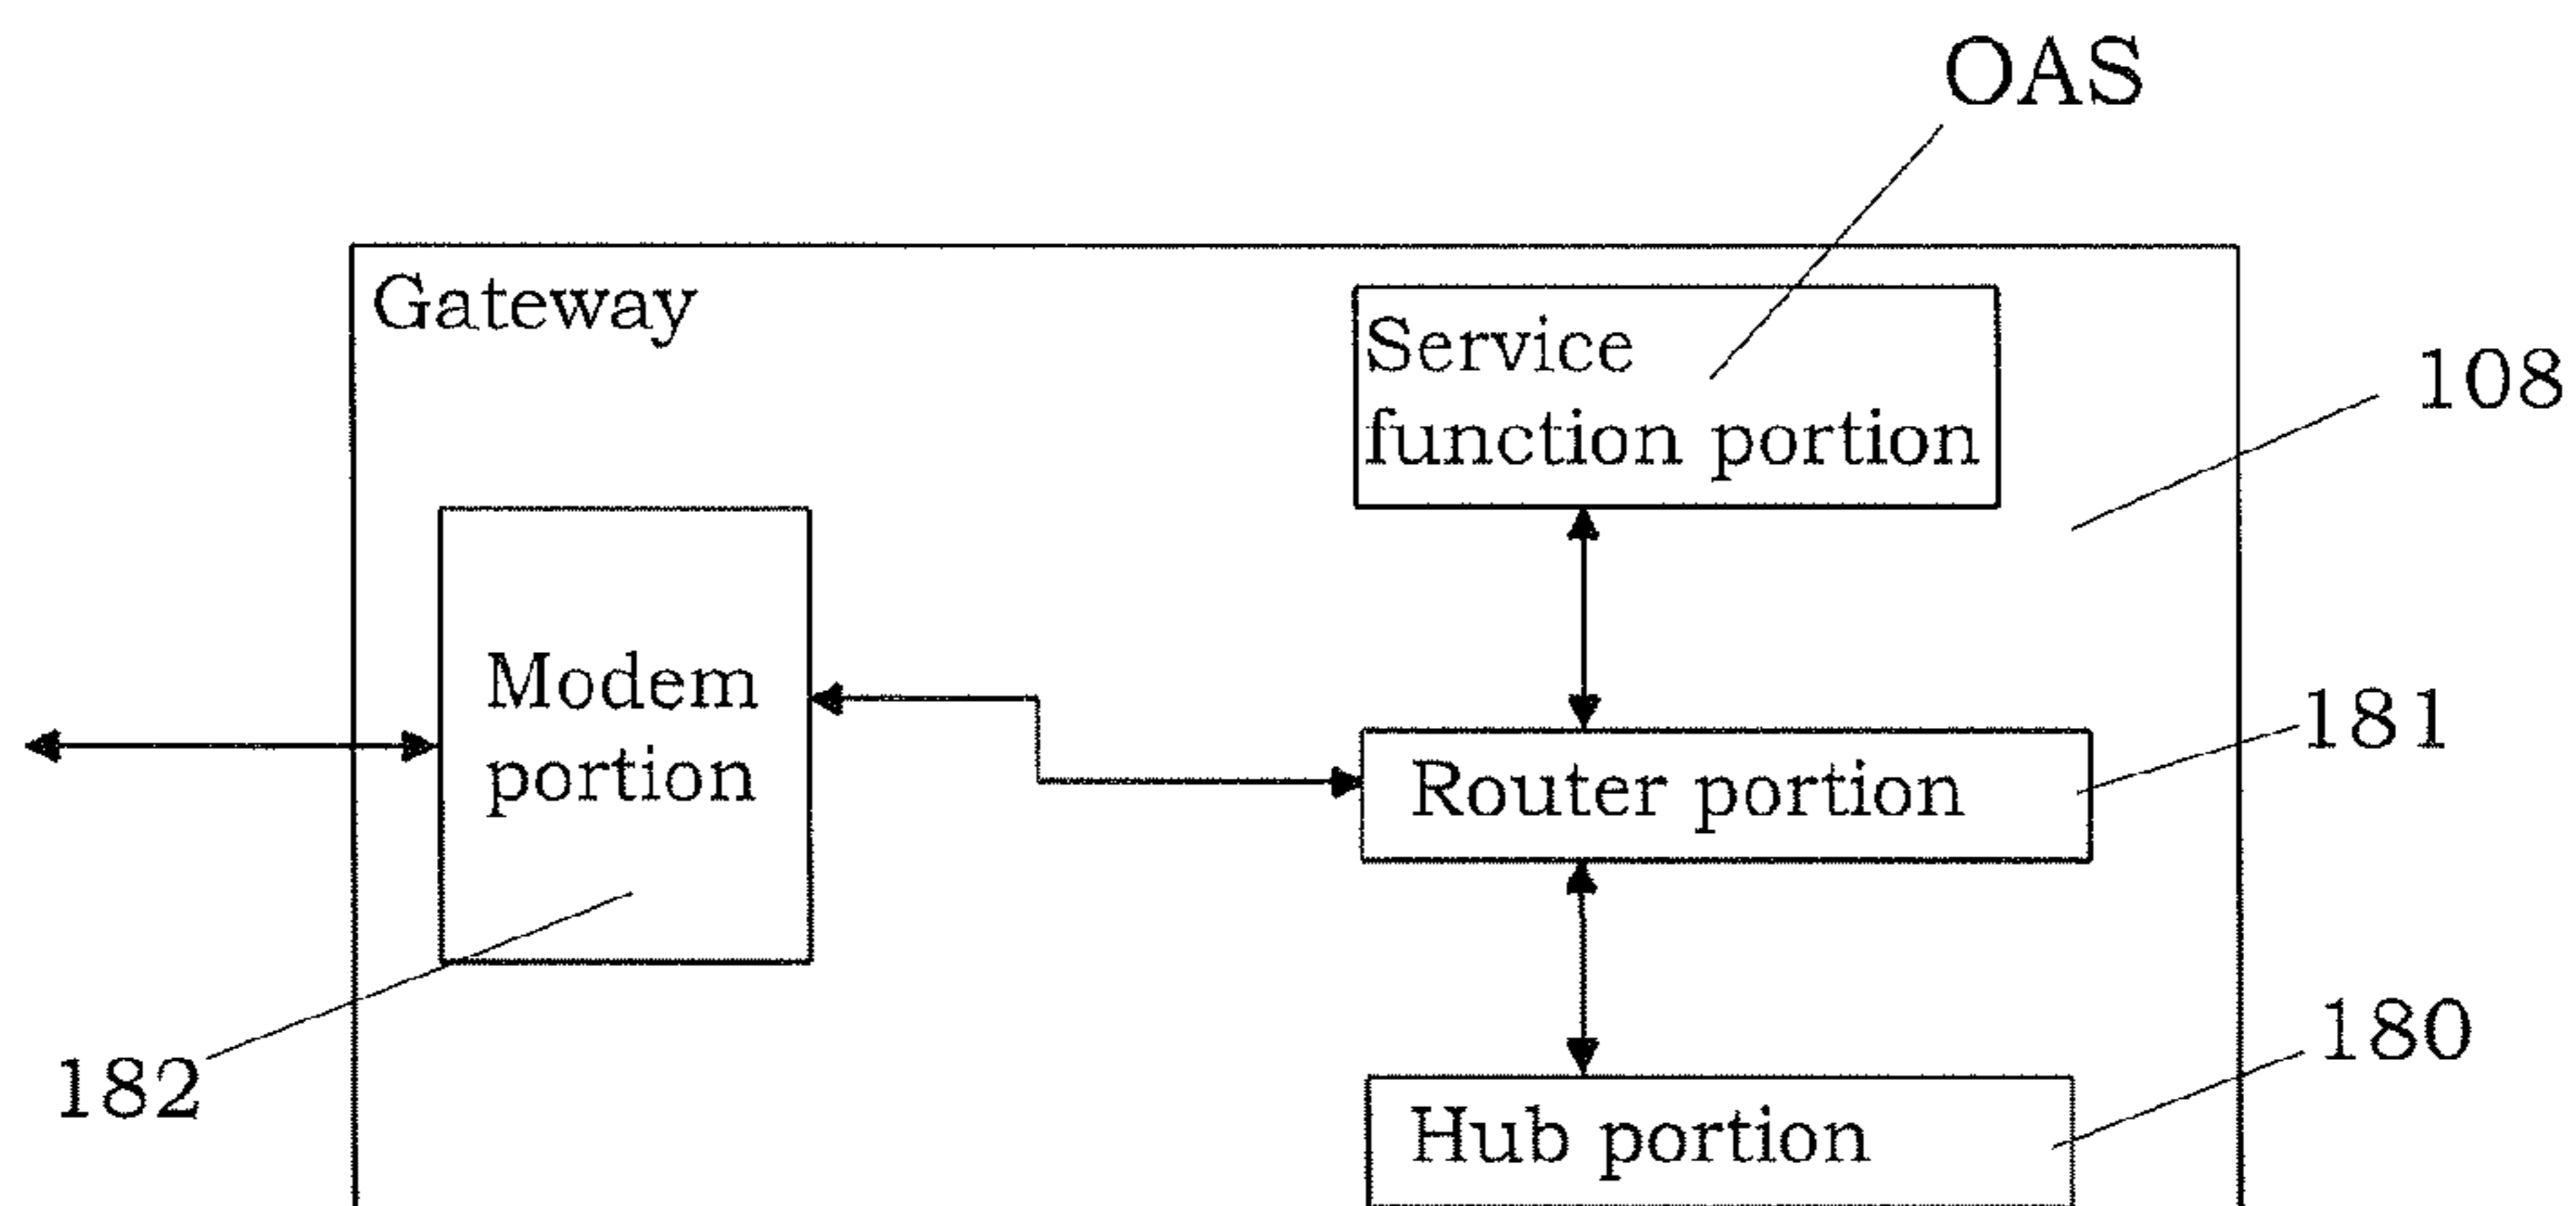 OAS
Gateway
Service
function portion
108
Modem
portion
181
Router portion
182
180
Hub portion